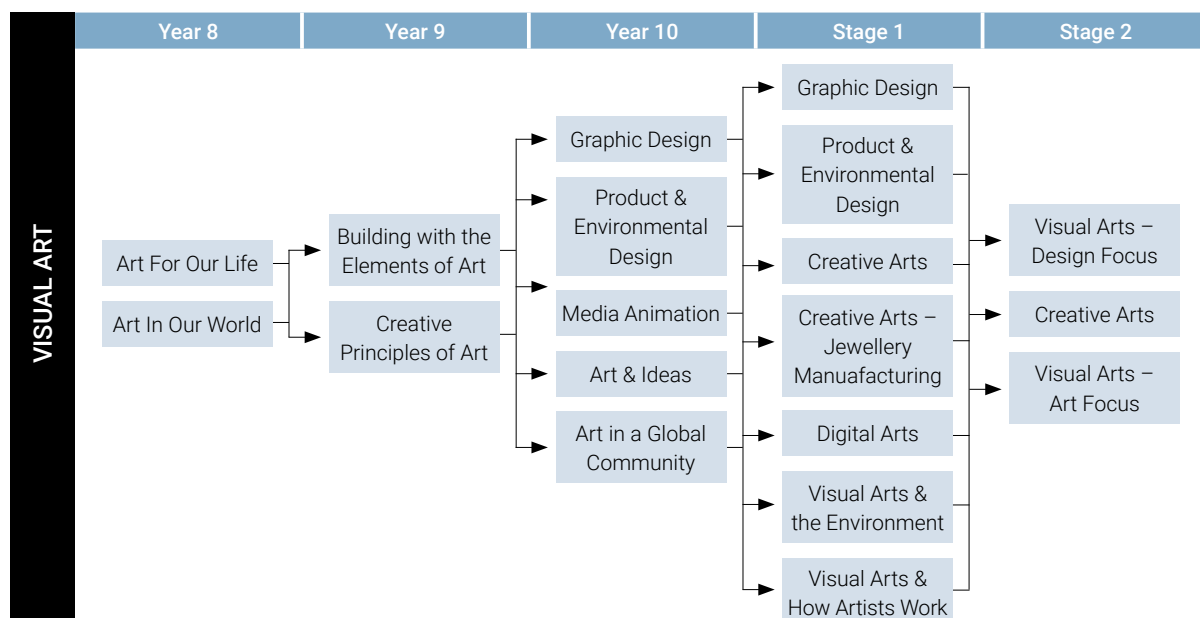 VISUAL ART
Year 8
Year 9
Year 10
Stage 1
Stage 2
Art For Our Life
Art In Our World
Building with the
Elements of Art
Creative
Principles of Art
Graphic Design
Product &
Environmental
Design
Media Animation
Art & Ideas
Art in a Global
Community
Graphic Design
Product &
Environmental
Design
Creative Arts
Creative Arts –
Jewellery
Manuafacturing
Digital Arts
Visual Arts &
the Environment
Visual Arts &
How Artists Work
Visual Arts –
Design Focus
Creative Arts
Visual Arts –
Art Focus